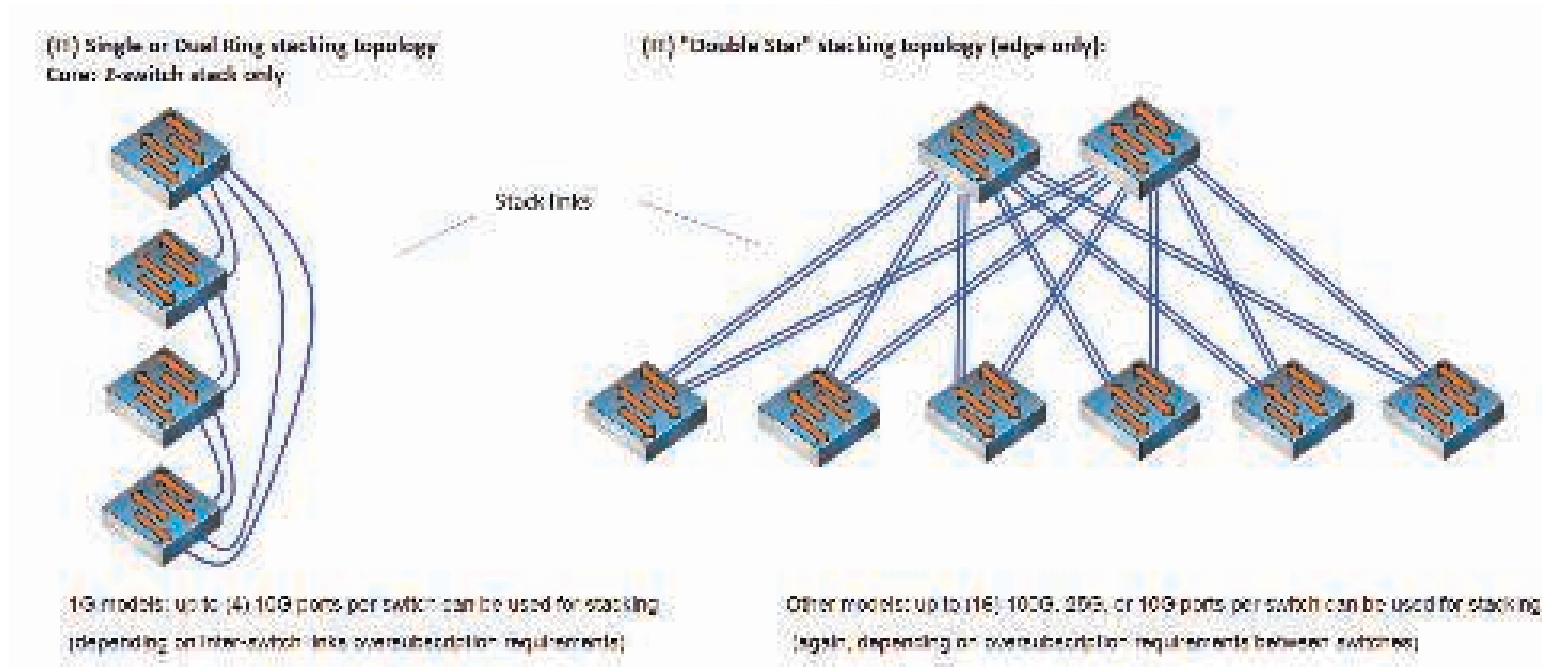 Single or Dual Ring stacking topology
Core: 2-switch stack only
"Double Star" stacking topology (edge only):
Stack links
1G models: up to (4) 10G ports per switch can be used for stacking
(depending on inter-switch links oversubscription requirements)
Other models: up to (16) 100G, 25G, or 10G ports per switch can be used for stacking
(again, depending on oversubscription requirements between switches)